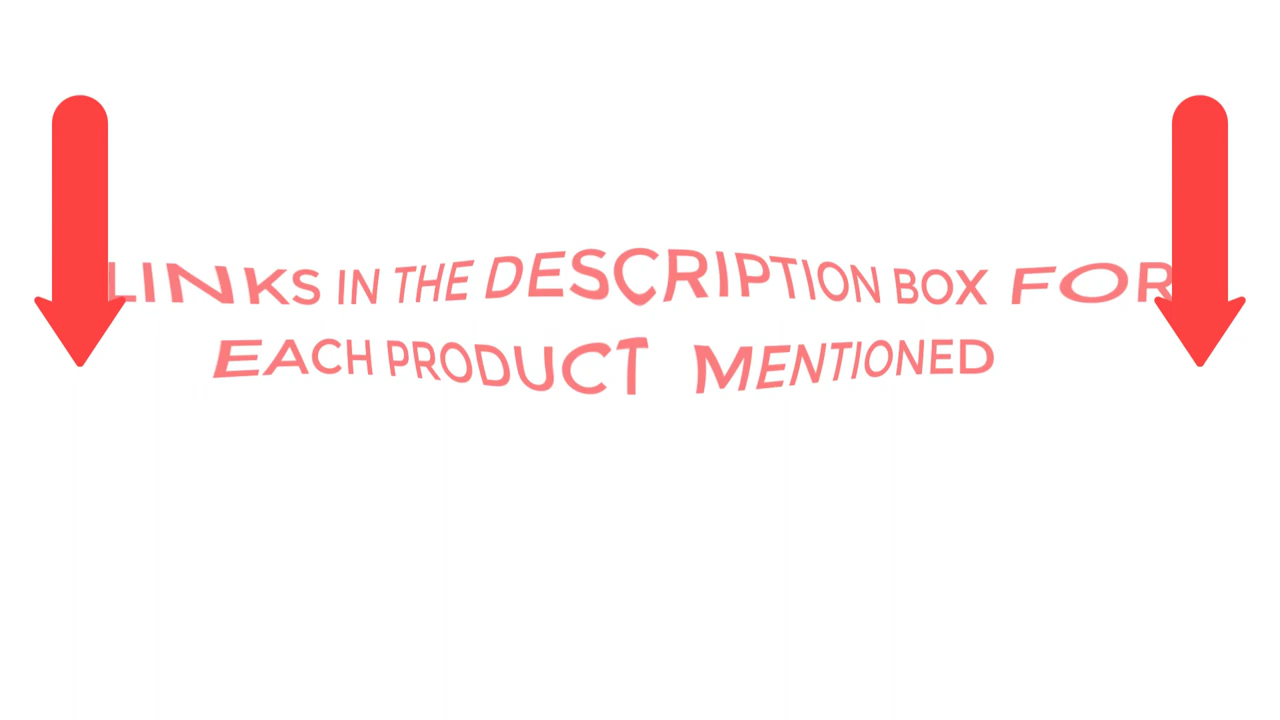 LINKS IN THE DESCRIPTION BOX FOR
EACH PRODUCT MENTIONED